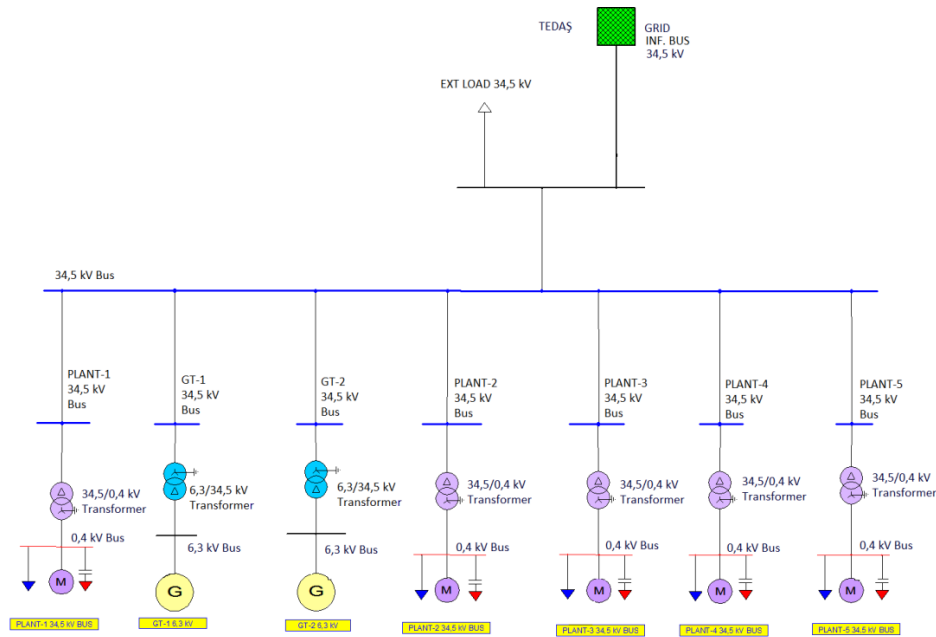 TEDAŞ
GRID
INF. BUS
34,5 kV
EXT LOAD 34,5 kV
34,5 kV Bus
PLANT-1
34,5 kV
Bus
GT-1
34,5 kV
Bus
GT-2
34,5 kV
Bus
PLANT-2
34,5 kV
Bus
PLANT-3
34,5 kV
Bus
PLANT-4
34,5 kV
Bus
PLANT-5
34,5 kV
Bus
34,5/0,4 kV
Transformer
6,3/34,5 kV
Transformer
6,3/34,5 kV
Transformer
34,5/0,4 kV
Transformer
34,5/0,4 kV
Transformer
34,5/0,4 kV
Transformer
34,5/0,4 kV
Transformer
0,4 kV Bus
6,3 kV Bus
6,3 kV Bus
0,4 kV Bus
0,4 kV Bus
0,4 kV Bus
0,4 kV Bus
M
G
G
M
M
M
M
PLANT-1 34,5 kV BUS
GT-1 6,3 kV
GT-2 6,3 kV
PLANT-2 34,5 kV BUS
PLANT-3 34,5 kV BUS
PLANT-4 34,5 kV BUS
PLANT-5 34,5 kV BUS